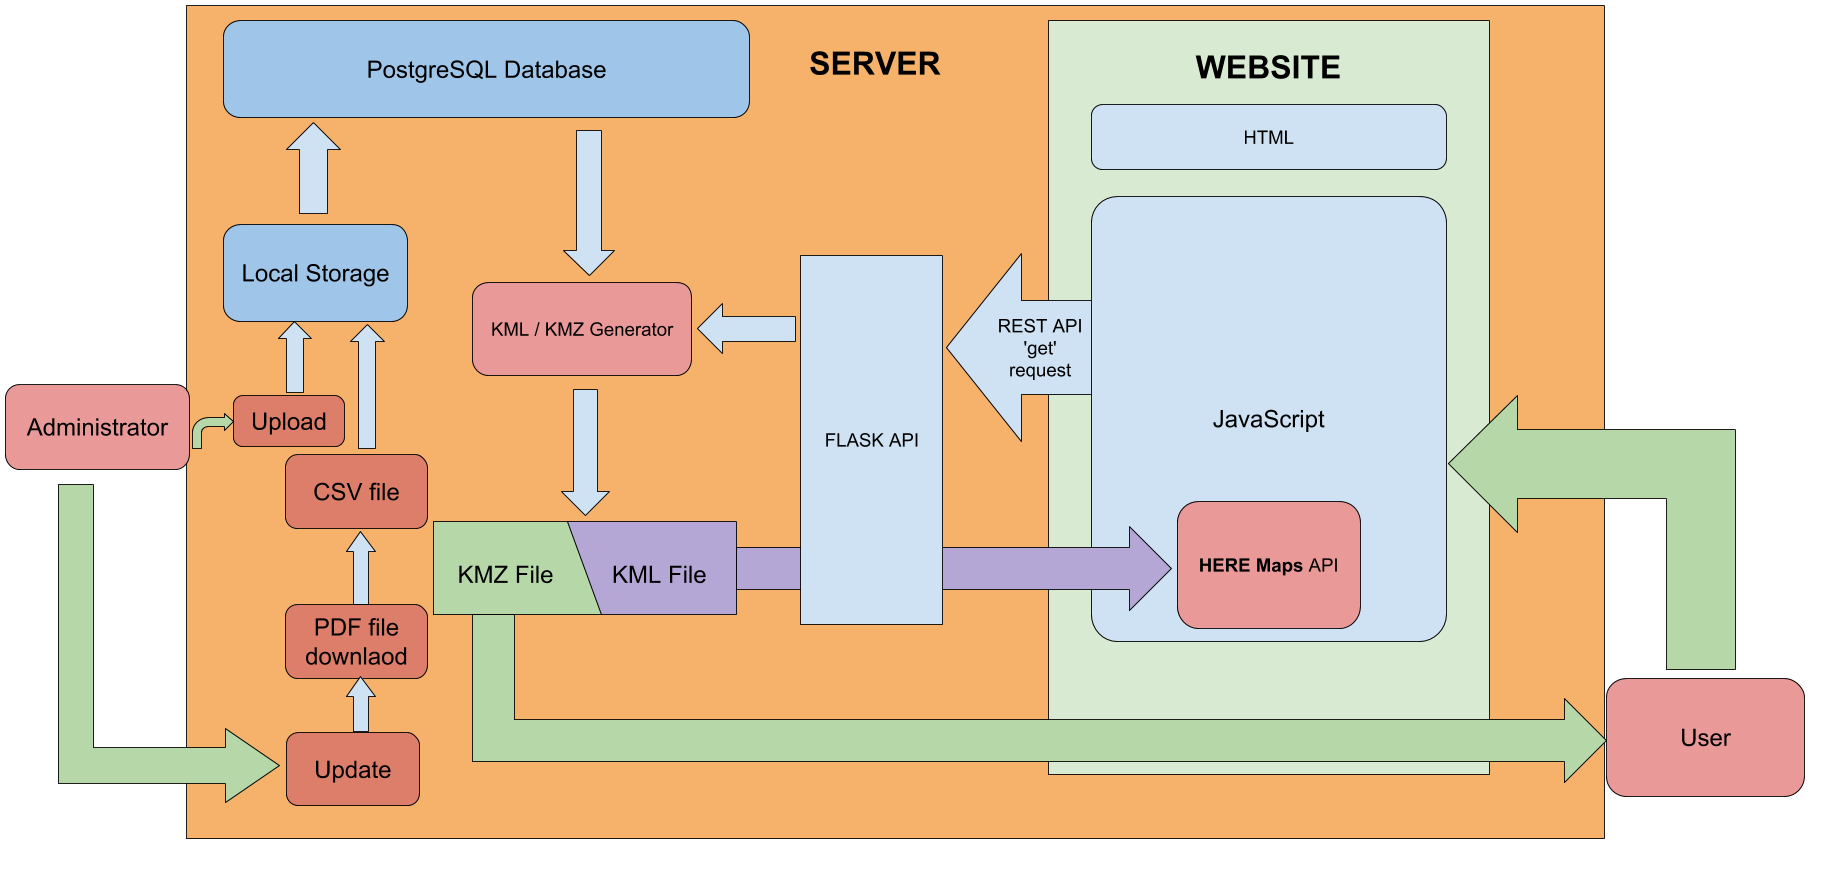 PostgreSQL Database
SERVER
WEBSITE
HTML
Local Storage
KML / KMZ Generator
REST API
'get'
request
FLASK API
JavaScript
Administrator
Upload
CSV file
KMZ File
KML File
HERE Maps API
PDF file
downlaod
Update
User